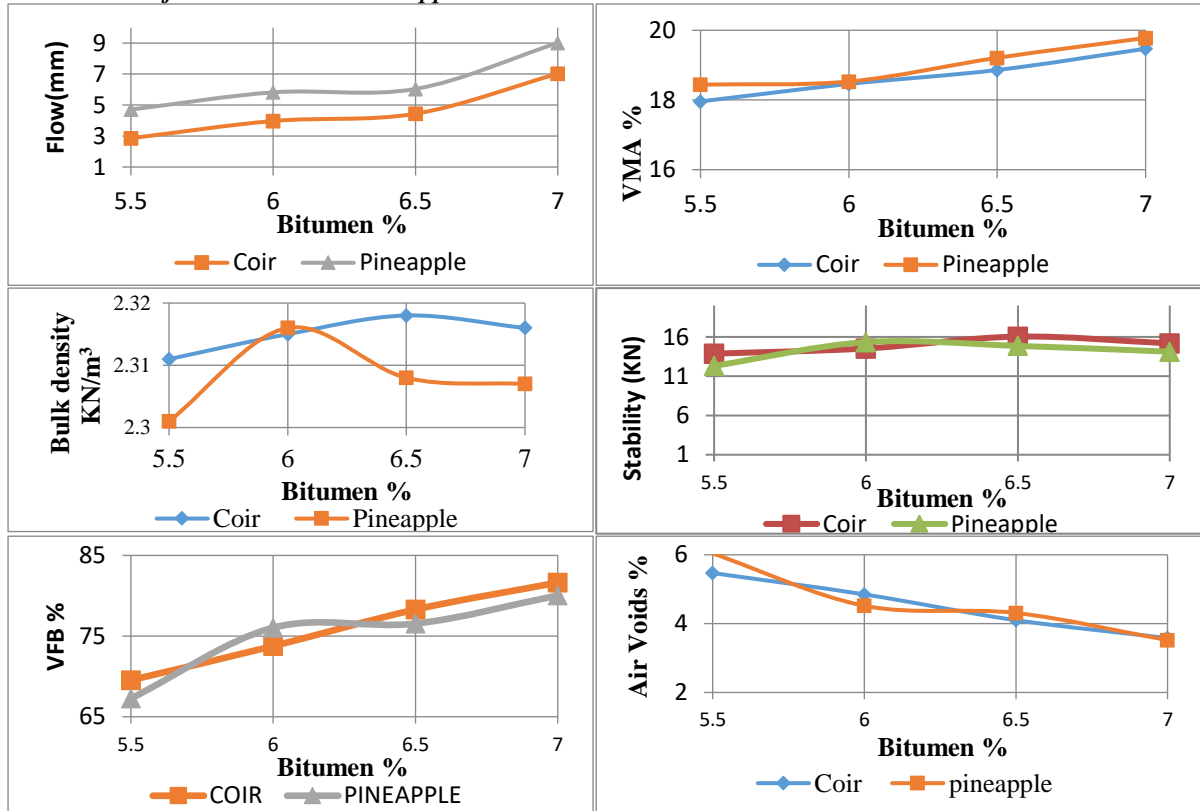 9
7
5
3
1
Flow(mm)
5.5 6 6.5 7
Bitumen %
Coir Pineapple
20
18
16
VMA %
5.5 6 6.5 7
Bitumen %
Coir Pineapple
2.32
2.31
2.3
Bulk density
KN/m³
5.5 6 6.5 7
Bitumen %
Coir Pineapple
16
11
6
1
Stability (KN)
5.5 6 6.5 7
Bitumen %
Coir Pineapple
85
75
65
VFB %
5.5 6 6.5 7
Bitumen %
COIR PINEAPPLE
6
4
2
Air Voids %
5.5 6 6.5 7
Bitumen %
Coir pineapple